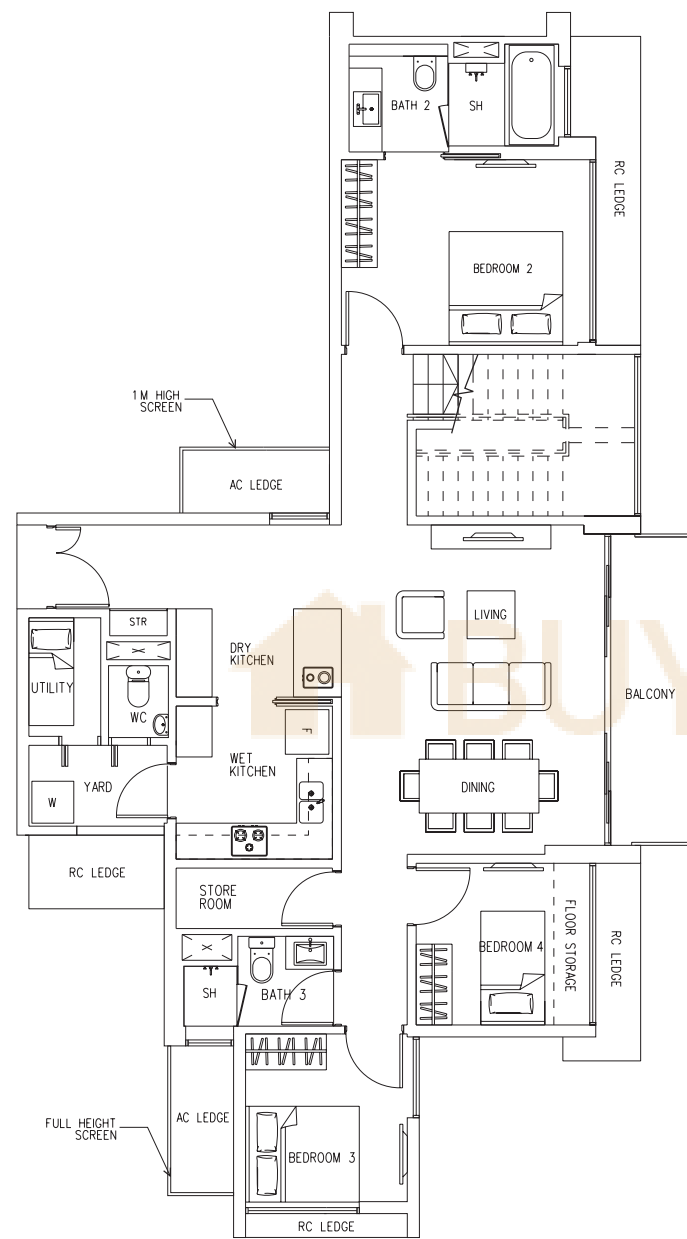 BATH 2
SH
RC LEDGE
BEDROOM 2
1 M HIGH
SCREEN
AC LEDGE
STR
DRY
KITCHEN
LIVING
UTILITY
WC
BALCONY
BUY
F
WET
KITCHEN
YARD
W
DINING
RC LEDGE
STORE
ROOM
BEDROOM 4
FLOOR STORAGE
RC LEDGE
SH
BATH 3
AC LEDGE
FULL HEIGHT
SCREEN
BEDROOM 3
RC LEDGE